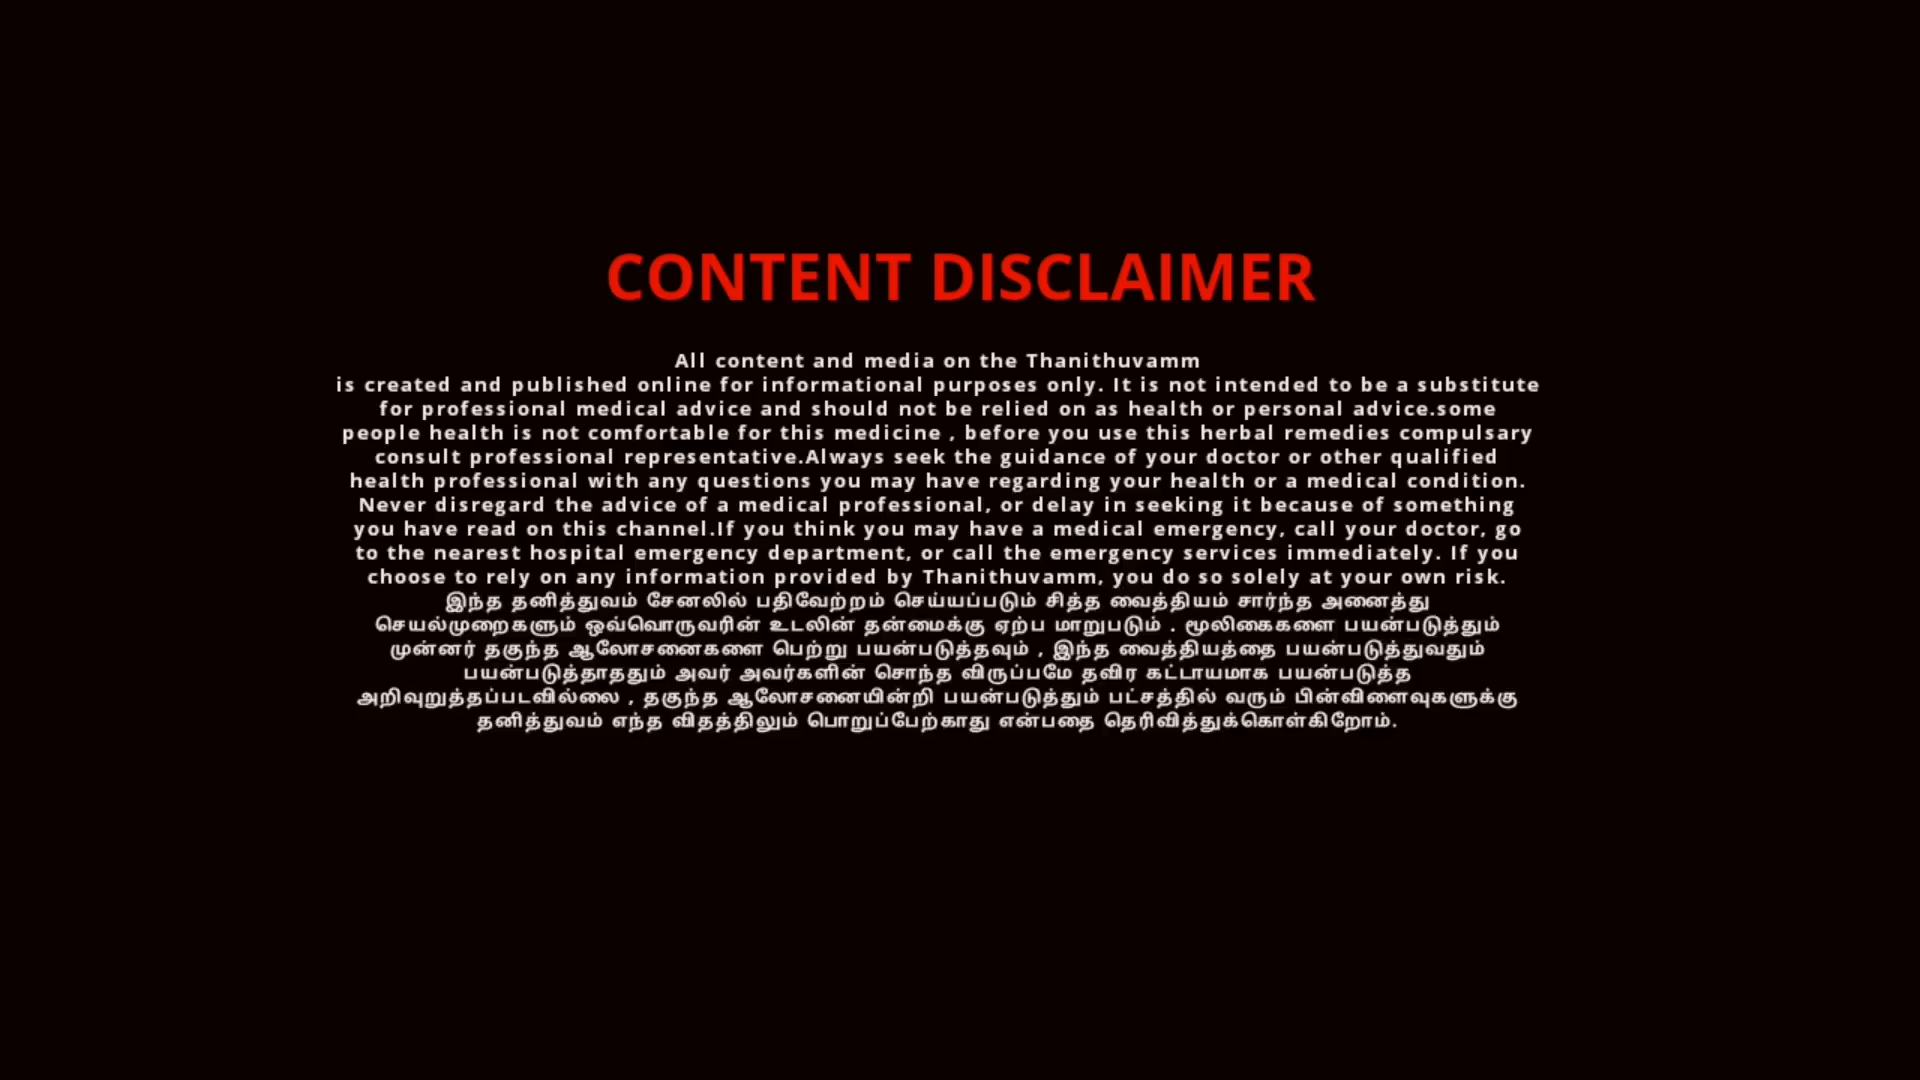 CONTENT DISCLAIMER
All content and media on the Thanithuvamm
is created and published online for informational purposes only. It is not intended to be a substitute
for professional medical advice and should not be relied on as health or personal advice.some
people health is not comfortable for this medicine , before you use this herbal remedies compulsary
consult professional representative.Always seek the guidance of your doctor or other qualified
health professional with any questions you may have regarding your health or a medical condition.
Never disregard the advice of a medical professional, or delay in seeking it because of something
you have read on this channel.If you think you may have a medical emergency, call your doctor, go
to the nearest hospital emergency department, or call the emergency services immediately. If you
choose to rely on any information provided by Thanithuvamm, you do so solely at your own risk.
இந்த தனித்துவம் சேனலில் பதிவேற்றம் செய்யப்படும் சித்த வைத்தியம் சார்ந்த அனைத்து
செயல்முறைகளும் ஒவ்வொருவரின் உடலின் தன்மைக்கு ஏற்ப மாறுபடும் . மூலிகைகளை பயன்படுத்தும்
முன்னர் தகுந்த ஆலோசனைகளை பெற்று பயன்படுத்தவும் , இந்த வைத்தியத்தை பயன்படுத்துவதும்
பயன்படுத்தாததும் அவர் அவர்களின் சொந்த விருப்பமே தவிர கட்டாயமாக பயன்படுத்த
அறிவுறுத்தப்படவில்லை , தகுந்த ஆலோசனையின்றி பயன்படுத்தும் பட்சத்தில் வரும் பின்விளைவுகளுக்கு
தனித்துவம் எந்த விதத்திலும் பொறுப்பேற்காது என்பதை தெரிவித்துக்கொள்கிறோம்.